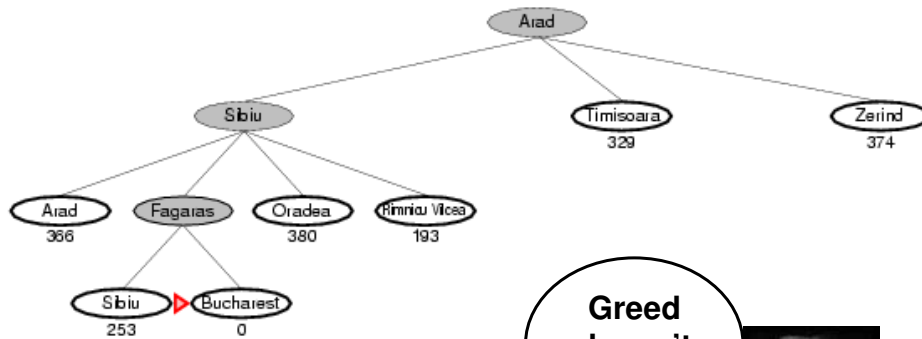 Arad
Sibiu
Timisoara
Zerind
329
374
Arad
Fagaras
Oradea
Rimnicu Vilcea
366
380
193
Sibiu
Bucharest
253
0
Greed